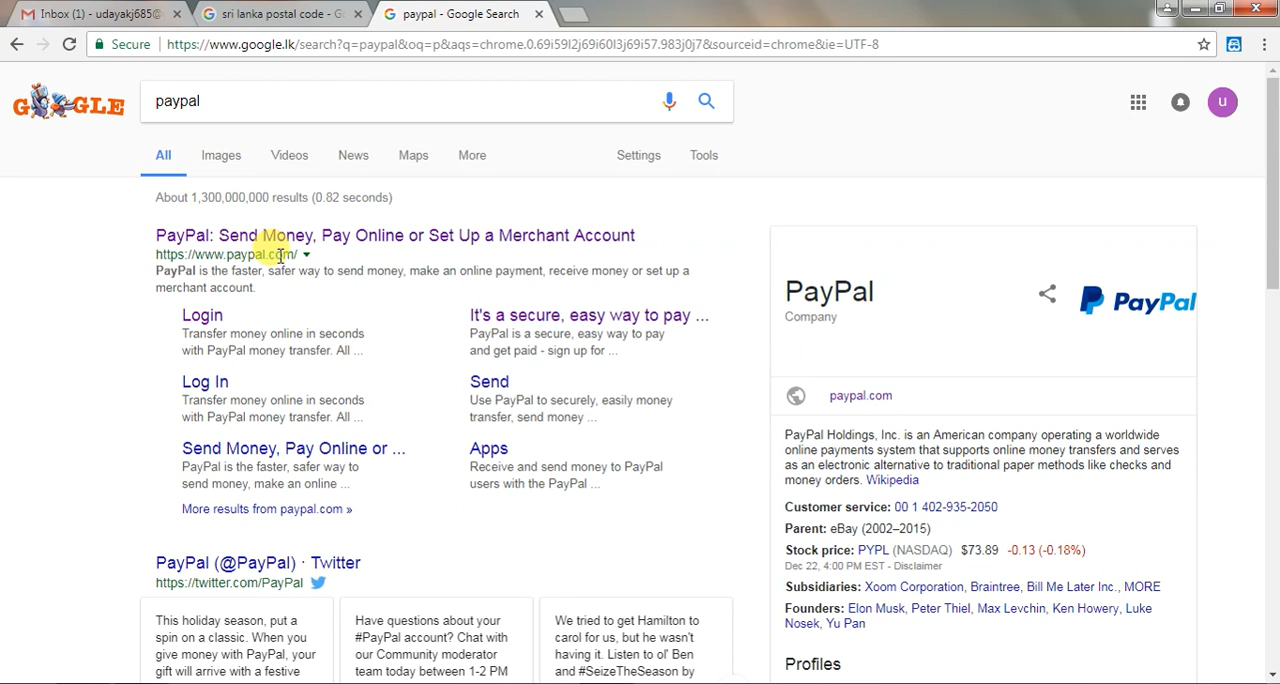 Inbox (1) - udayakj685@
sri lanka postal code - Go
paypal - Google Search
Secure
https://www.google.lk/search?q=paypal&oq=p&aqs=chrome.0.69i59l2j69i60l3j69i57.983j0j7&sourceid=chrome&ie=UTF-8
GOOGLE
paypal
u
All
Images
Videos
News
Maps
More
Settings
Tools
About 1,300,000,000 results (0.82 seconds)
PayPal: Send Money, Pay Online or Set Up a Merchant Account
https://www.paypal.com/
PayPal is the faster, safer way to send money, make an online payment, receive money or set up a
merchant account.
Login
Transfer money online in seconds
with PayPal money transfer. All ...
It's a secure, easy way to pay ...
PayPal is a secure, easy way to pay
and get paid - sign up for ...
Log In
Transfer money online in seconds
with PayPal money transfer. All ...
Send
Use PayPal to securely, easily money
transfer, send money ...
Send Money, Pay Online or ...
PayPal is the faster, safer way to
send money, make an online ...
Apps
Receive and send money to PayPal
users with the PayPal ...
More results from paypal.com »
PayPal (@PayPal) · Twitter
https://twitter.com/PayPal
This holiday season, put a
spin on a classic. When you
give money with PayPal, your
gift will arrive with a festive
Have questions about your
#PayPal account? Chat with
our Community moderator
team today between 1-2 PM
We tried to get Hamilton to
carol for us, but he wasn't
having it. Listen to ol' Ben
and #SeizeTheSeason by
PayPal
Company
PayPal
paypal.com
PayPal Holdings, Inc. is an American company operating a worldwide
online payments system that supports online money transfers and serves
as an electronic alternative to traditional paper methods like checks and
money orders. Wikipedia
Customer service: 00 1 402-935-2050
Parent: eBay (2002–2015)
Stock price: PYPL (NASDAQ) $73.89 -0.13 (-0.18%)
Dec 22, 4:00 PM EST - Disclaimer
Subsidiaries: Xoom Corporation, Braintree, Bill Me Later Inc., MORE
Founders: Elon Musk, Peter Thiel, Max Levchin, Ken Howery, Luke
Nosek, Yu Pan
Profiles